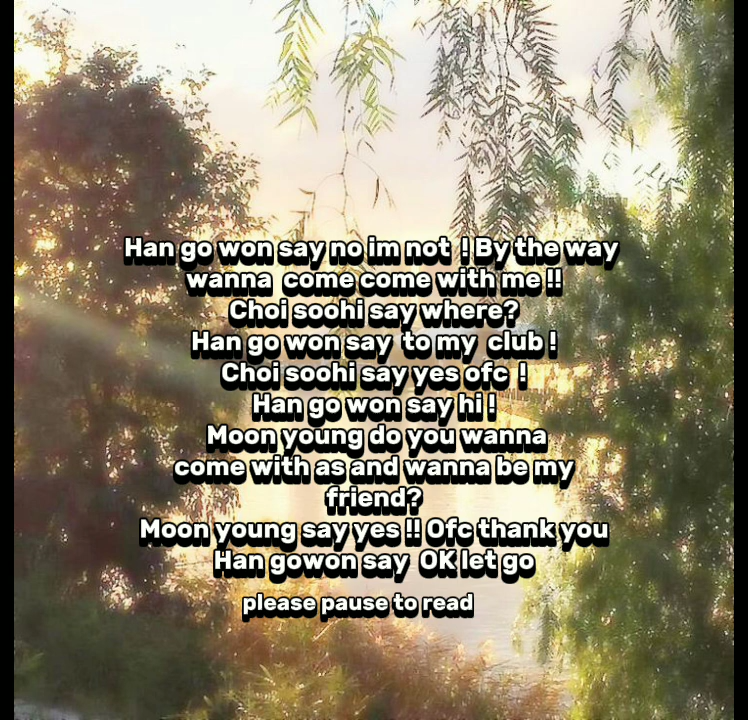 Han go won say no im not ! By the way
wanna come come with me !!
Choi soohi say where?
Han go won say to my club !
Choi soohi say yes ofc !
Han go won say hi !
Moon young do you wanna
come with as and wanna be my
friend?
Moon young say yes !! Ofc thank you
Han gowon say OK let go
please pause to read